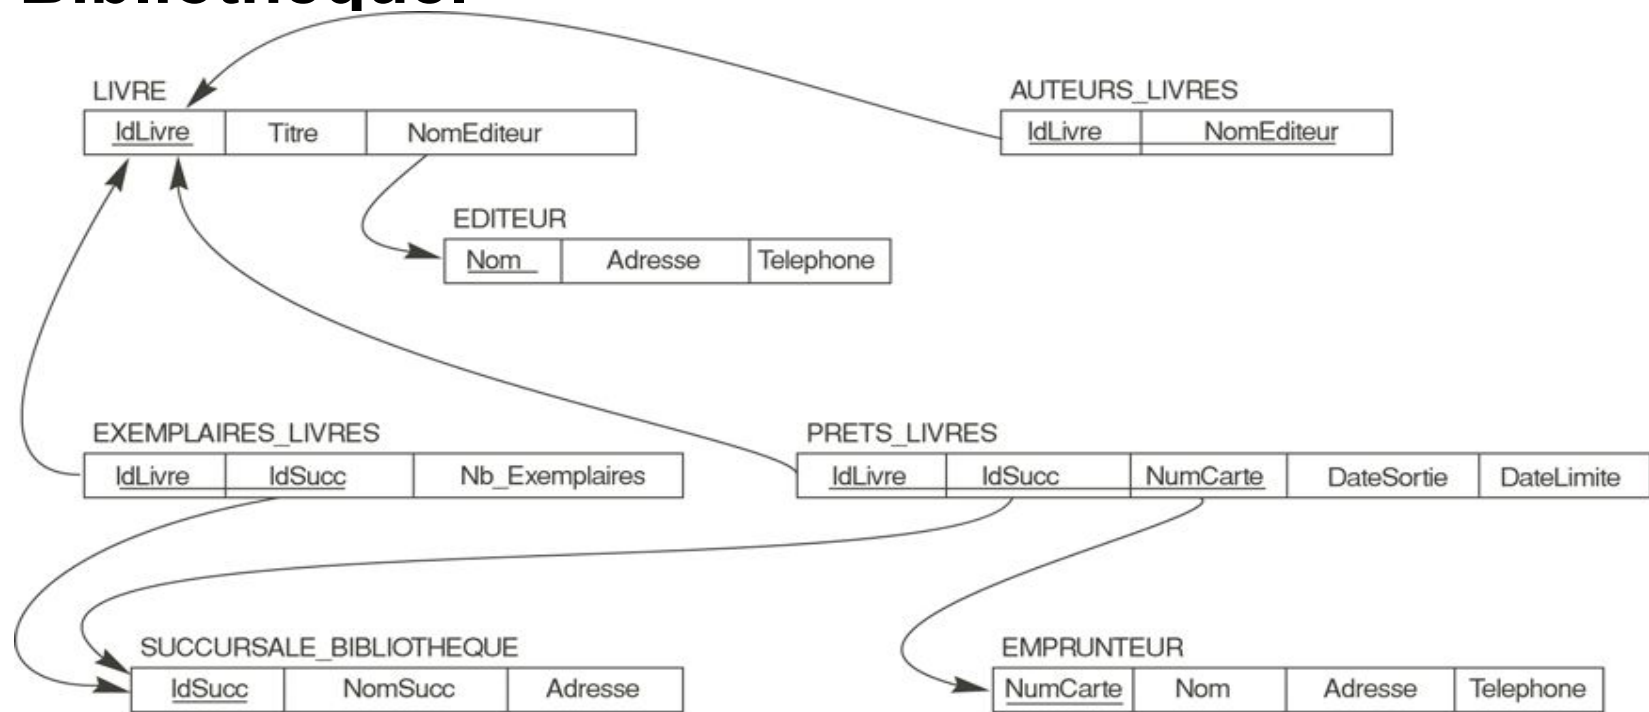 LIVRE
IdLivre Titre NomEditeur
AUTEURS_LIVRES
IdLivre NomEditeur
EDITEUR
Nom Adresse Telephone
EXEMPLAIRES_LIVRES
IdLivre IdSucc Nb_Exemplaires
PRETS_LIVRES
IdLivre IdSucc NumCarte DateSortie DateLimite
SUCCURSALE_BIBLIOTHEQUE
IdSucc NomSucc Adresse
EMPRUNTEUR
NumCarte Nom Adresse Telephone